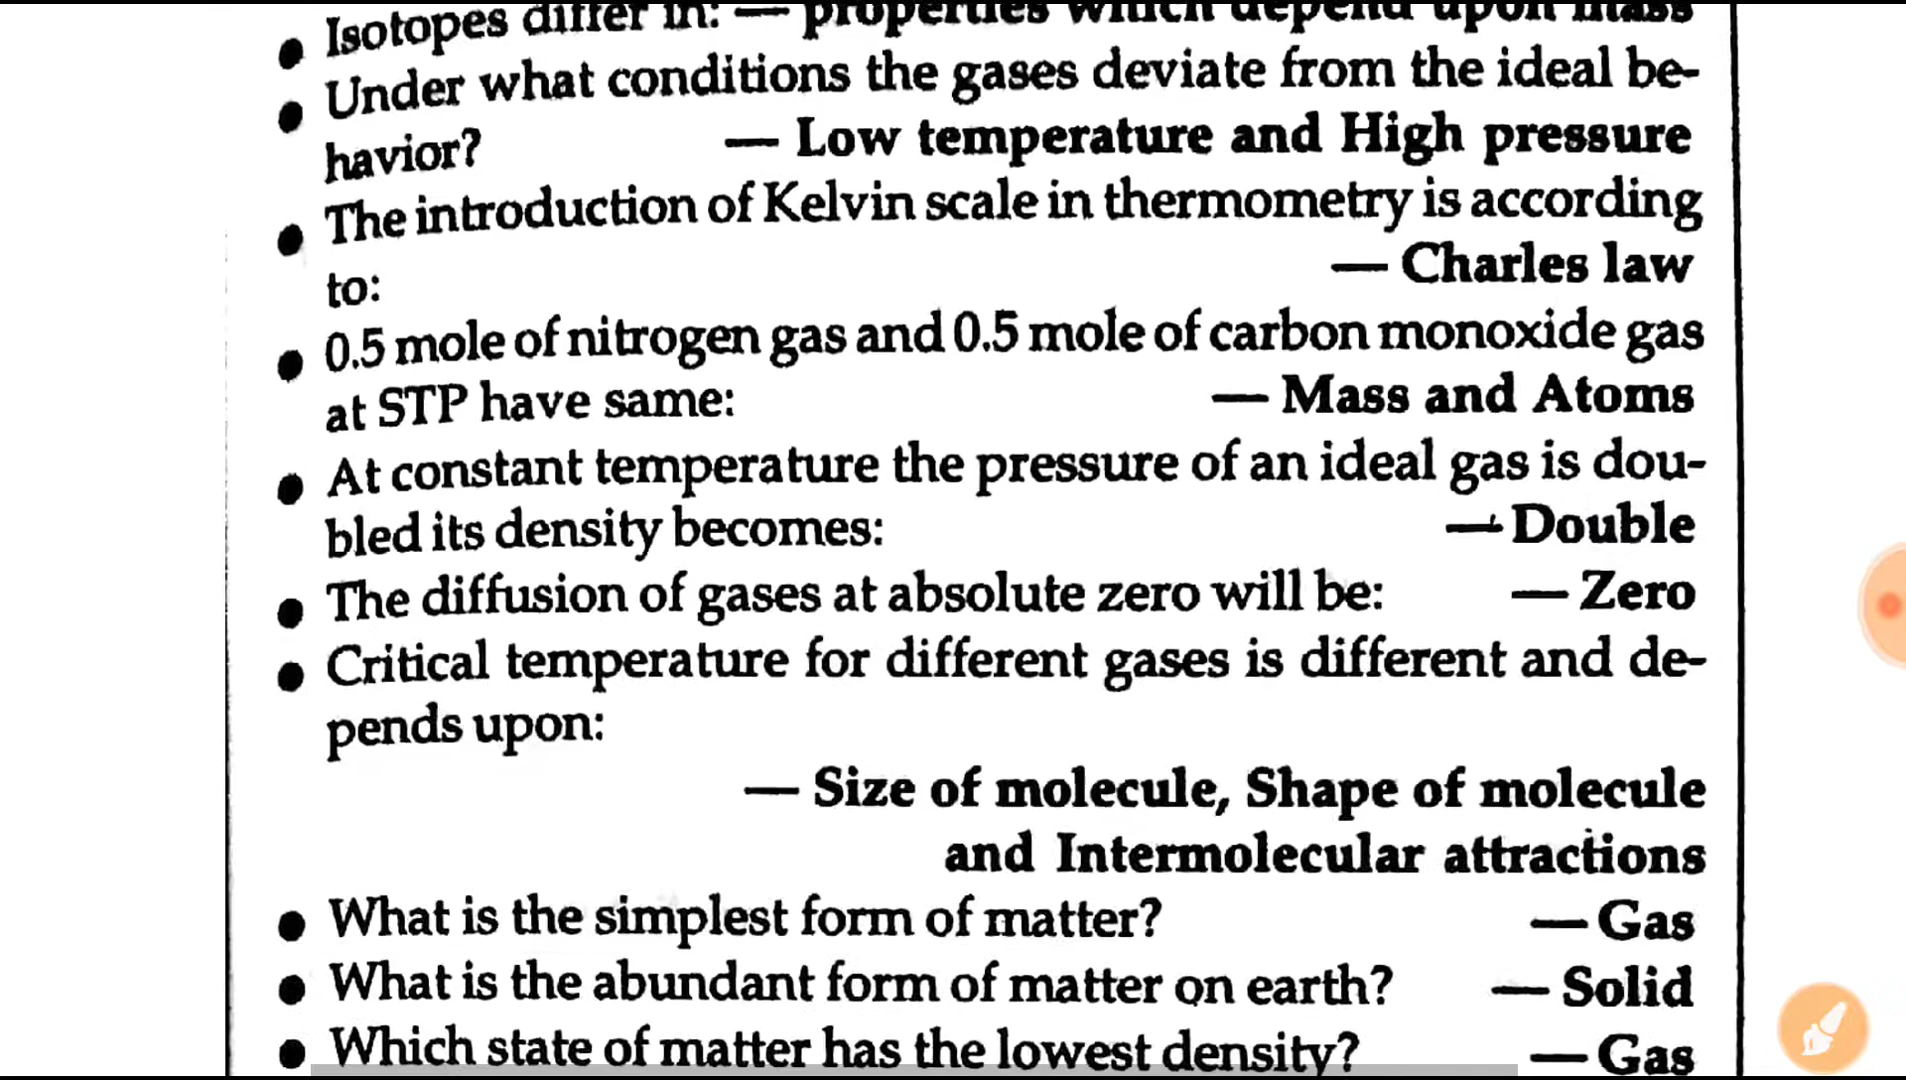 • Isotopes differ in: — properties which depend upon mass
• Under what conditions the gases deviate from the ideal be-
havior? — Low temperature and High pressure
• The introduction of Kelvin scale in thermometry is according
to: — Charles law
• 0.5 mole of nitrogen gas and 0.5 mole of carbon monoxide gas
at STP have same: — Mass and Atoms
• At constant temperature the pressure of an ideal gas is dou-
bled its density becomes: — Double
• The diffusion of gases at absolute zero will be: — Zero
• Critical temperature for different gases is different and de-
pends upon:
— Size of molecule, Shape of molecule
and Intermolecular attractions
• What is the simplest form of matter? — Gas
• What is the abundant form of matter on earth? — Solid
• Which state of matter has the lowest density? — Gas